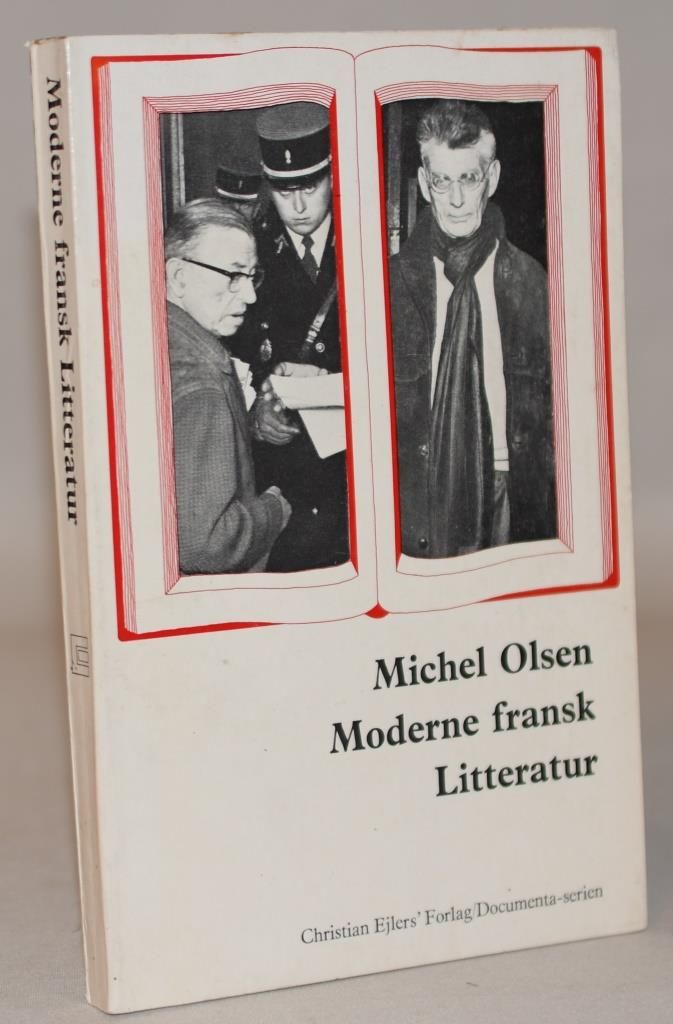 Moderne fransk Litteratur
Michel Olsen
Moderne fransk
Litteratur
Christian Ejlers' Forlag/Documenta-serien